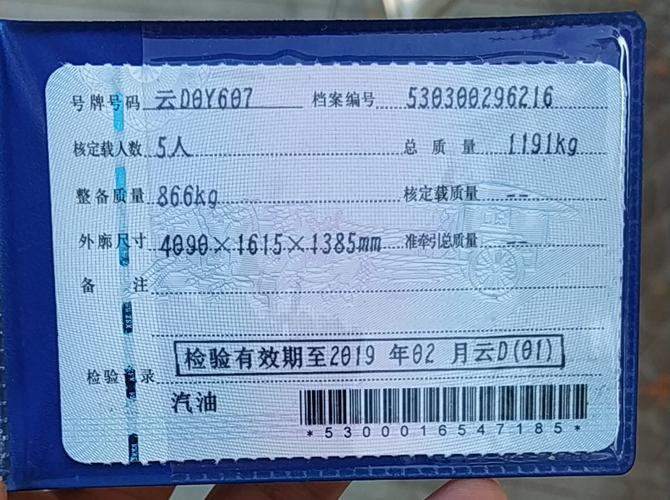 号牌号码 云D0Y607 档案编号 530300296216
核定载人数 5人 总质量 1191kg
整备质量 866kg 核定载质量 --
外廓尺寸 4090×1615×1385mm 准牵引总质量 --
备注
检验有效期至2019年02月云D(01)
检验记录
汽油
*5300016547185*